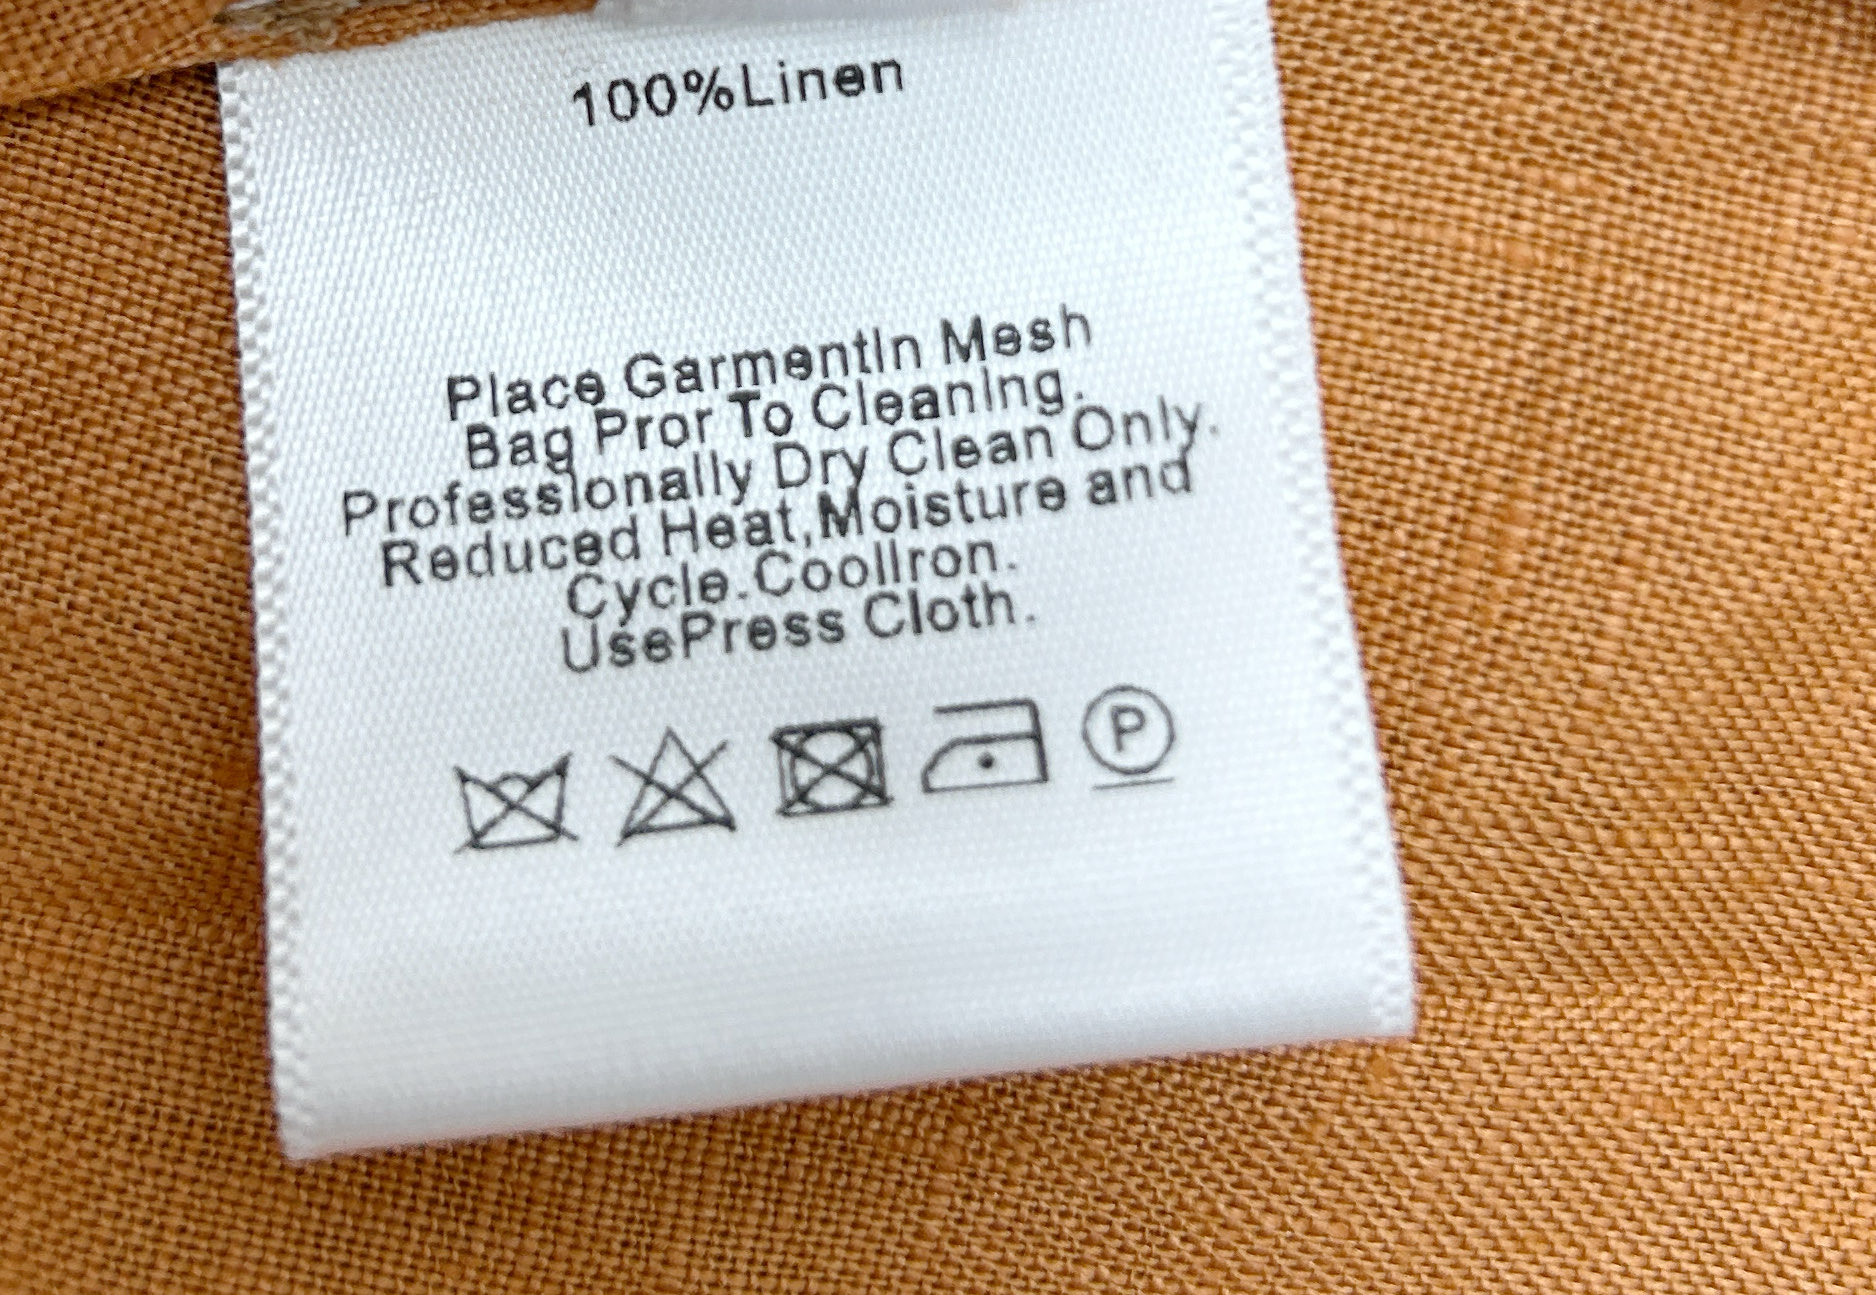 100%Linen
Place GarmentIn Mesh
Bag Pror To Cleaning.
Professionally Dry Clean Only.
Reduced Heat,Moisture and
Cycle.CoolIron.
UsePress Cloth.
P